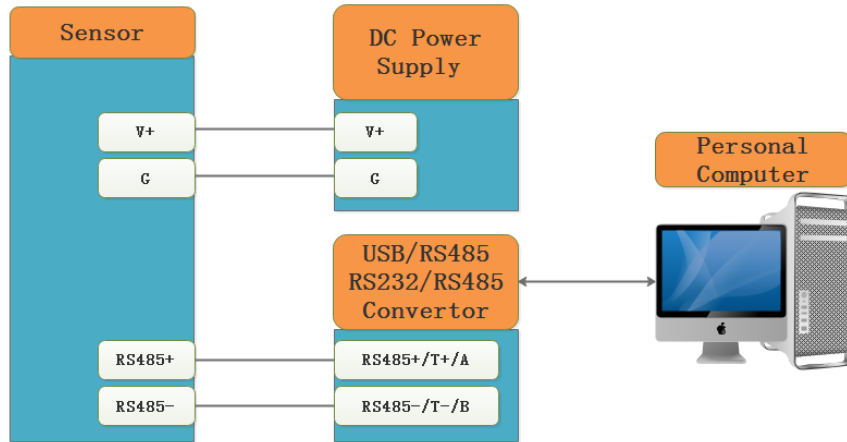 Sensor
V+
G
RS485+
RS485-
DC Power
Supply
V+
G
USB/RS485
RS232/RS485
Convertor
RS485+/T+/A
RS485-/T-/B
Personal
Computer